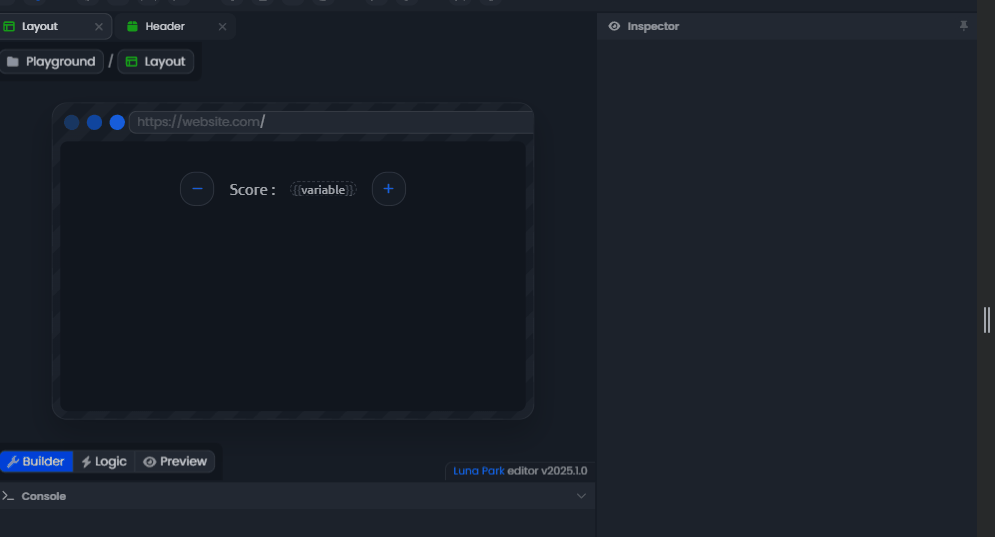 Layout Header
Inspector
Playground / Layout
https://website.com/
− Score : {{variable}} +
Builder Logic Preview
Luna Park editor v2025.1.0
Console